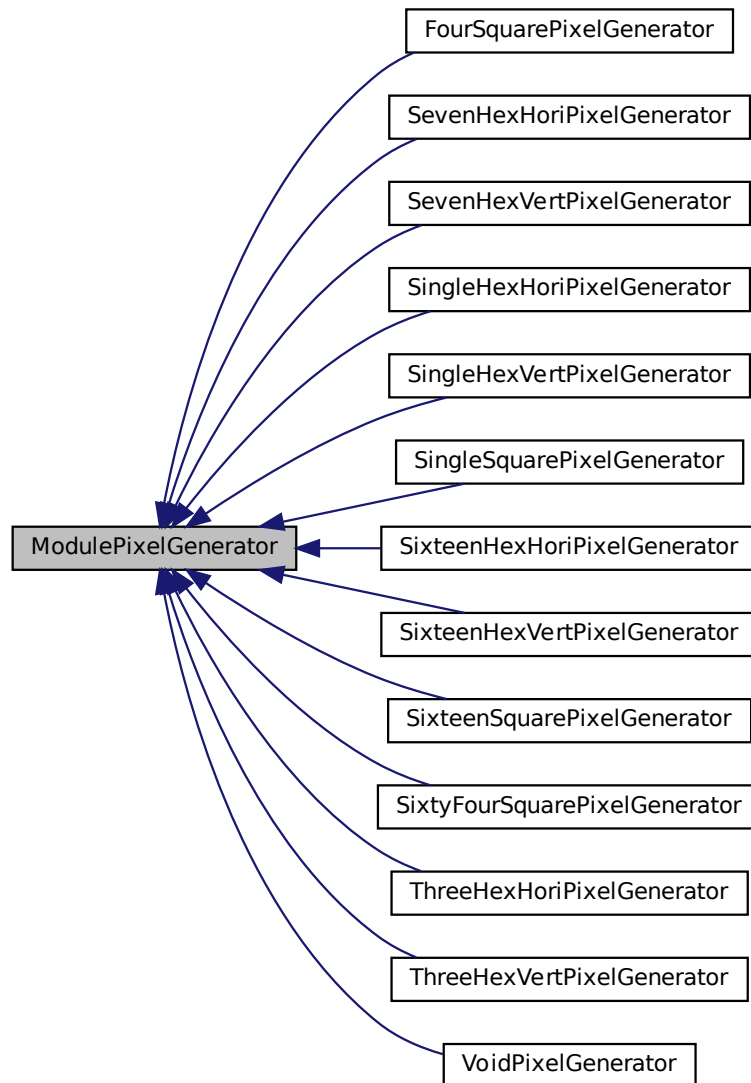 FourSquarePixelGenerator
SevenHexHoriPixelGenerator
SevenHexVertPixelGenerator
SingleHexHoriPixelGenerator
SingleHexVertPixelGenerator
SingleSquarePixelGenerator
ModulePixelGenerator
SixteenHexHoriPixelGenerator
SixteenHexVertPixelGenerator
SixteenSquarePixelGenerator
SixtyFourSquarePixelGenerator
ThreeHexHoriPixelGenerator
ThreeHexVertPixelGenerator
VoidPixelGenerator